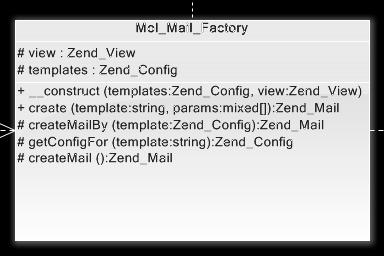 Mol_Mail_Factory
# view : Zend_View
# templates : Zend_Config
+ __construct (templates:Zend_Config, view:Zend_View)
+ create (template:string, params:mixed[]):Zend_Mail
# createMailBy (template:Zend_Config):Zend_Mail
# getConfigFor (template:string):Zend_Config
# createMail ():Zend_Mail